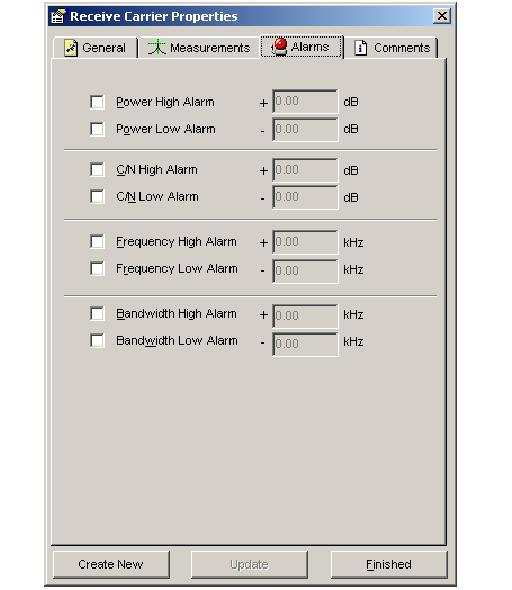 Receive Carrier Properties
General Measurements Alarms Comments
Power High Alarm + 0.00 dB
Power Low Alarm - 0.00 dB
C/N High Alarm + 0.00 dB
C/N Low Alarm - 0.00 dB
Frequency High Alarm + 0.00 kHz
Frequency Low Alarm - 0.00 kHz
Bandwidth High Alarm + 0.00 kHz
Bandwidth Low Alarm - 0.00 kHz
Create New Update Finished